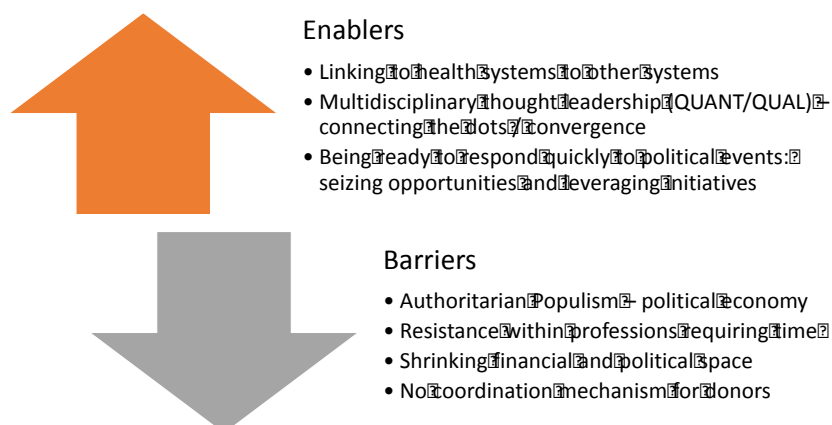 Enablers
• Linking to health systems to other systems
• Multidisciplinary thought leadership (QUANT/QUAL) –
connecting the dots / convergence
• Being ready to respond quickly to political events:
seizing opportunities and leveraging initiatives
Barriers
• Authoritarian Populism – political economy
• Resistance within professions requiring time
• Shrinking financial and political space
• No coordination mechanism for donors